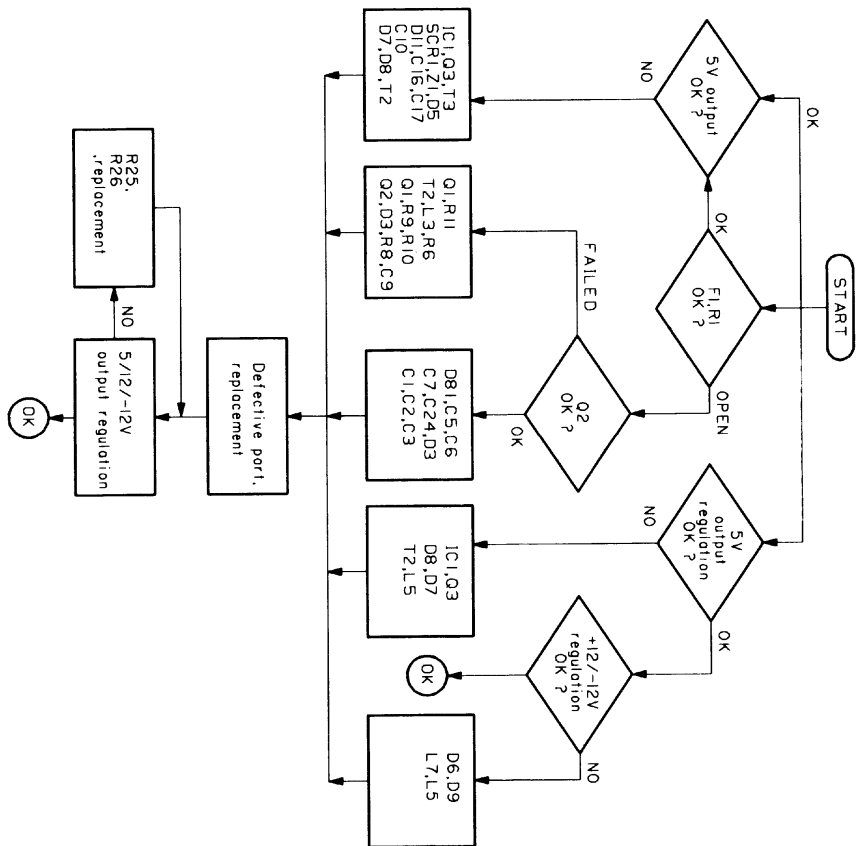 START
F1,R1
OK ?
OK
OPEN
5V output
OK ?
OK
NO
Q2
OK ?
FAILED
OK
5V
output
regulation
OK ?
NO
OK
+12/-12V
regulation
OK ?
OK
NO
IC1,Q3,T3
SCR1,Z1,D5
D11,C16,C17
C10
D7,D8,T2
Q1,R11
T2,L3,R6
Q1,R9,R10
Q2,D3,R8,C9
D81,C5,C6
C7,C24,D3
C1,C2,C3
IC1,Q3
D8,D7
T2,L5
D6,D9
L7,L5
Defective part.
replacement
R25.
R26
.replacement
NO
5/12/-12V
output regulation
OK